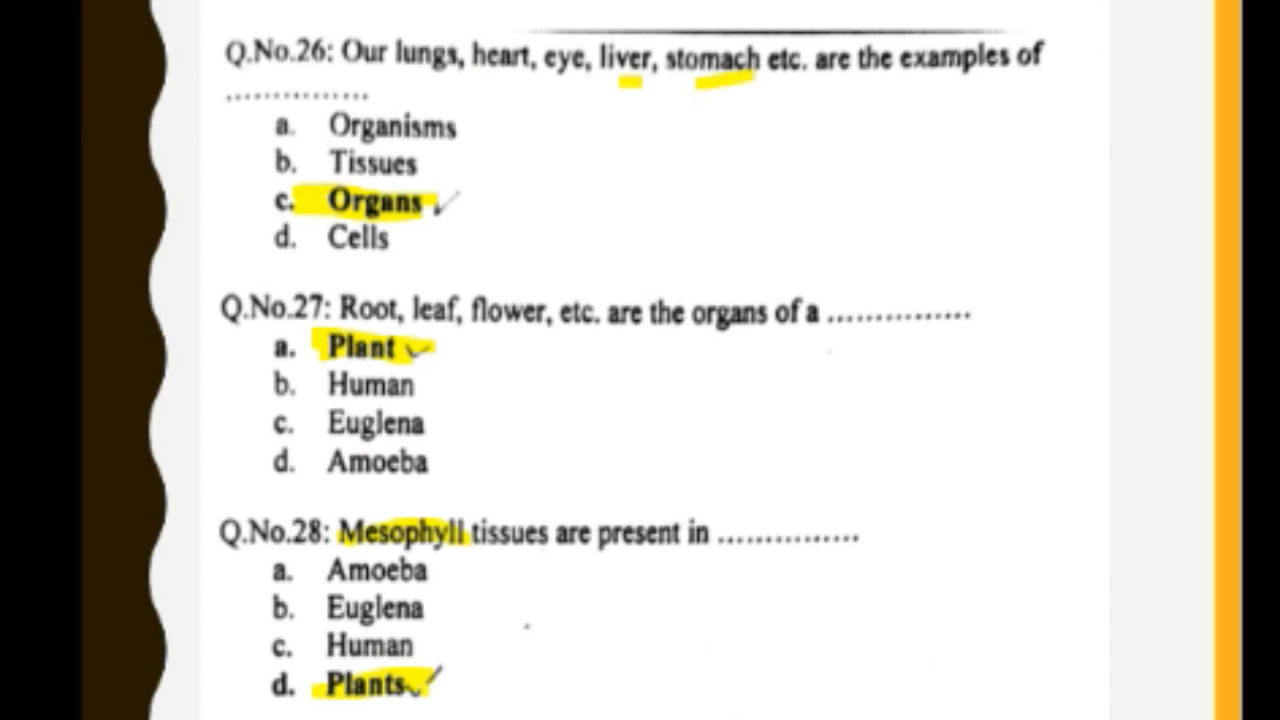 Q.No.26: Our lungs, heart, eye, liver, stomach etc. are the examples of
...............
a. Organisms
b. Tissues
c. Organs ✓
d. Cells
Q.No.27: Root, leaf, flower, etc. are the organs of a ...............
a. Plant ✓
b. Human
c. Euglena
d. Amoeba
Q.No.28: Mesophyll tissues are present in ...............
a. Amoeba
b. Euglena
c. Human
d. Plants ✓